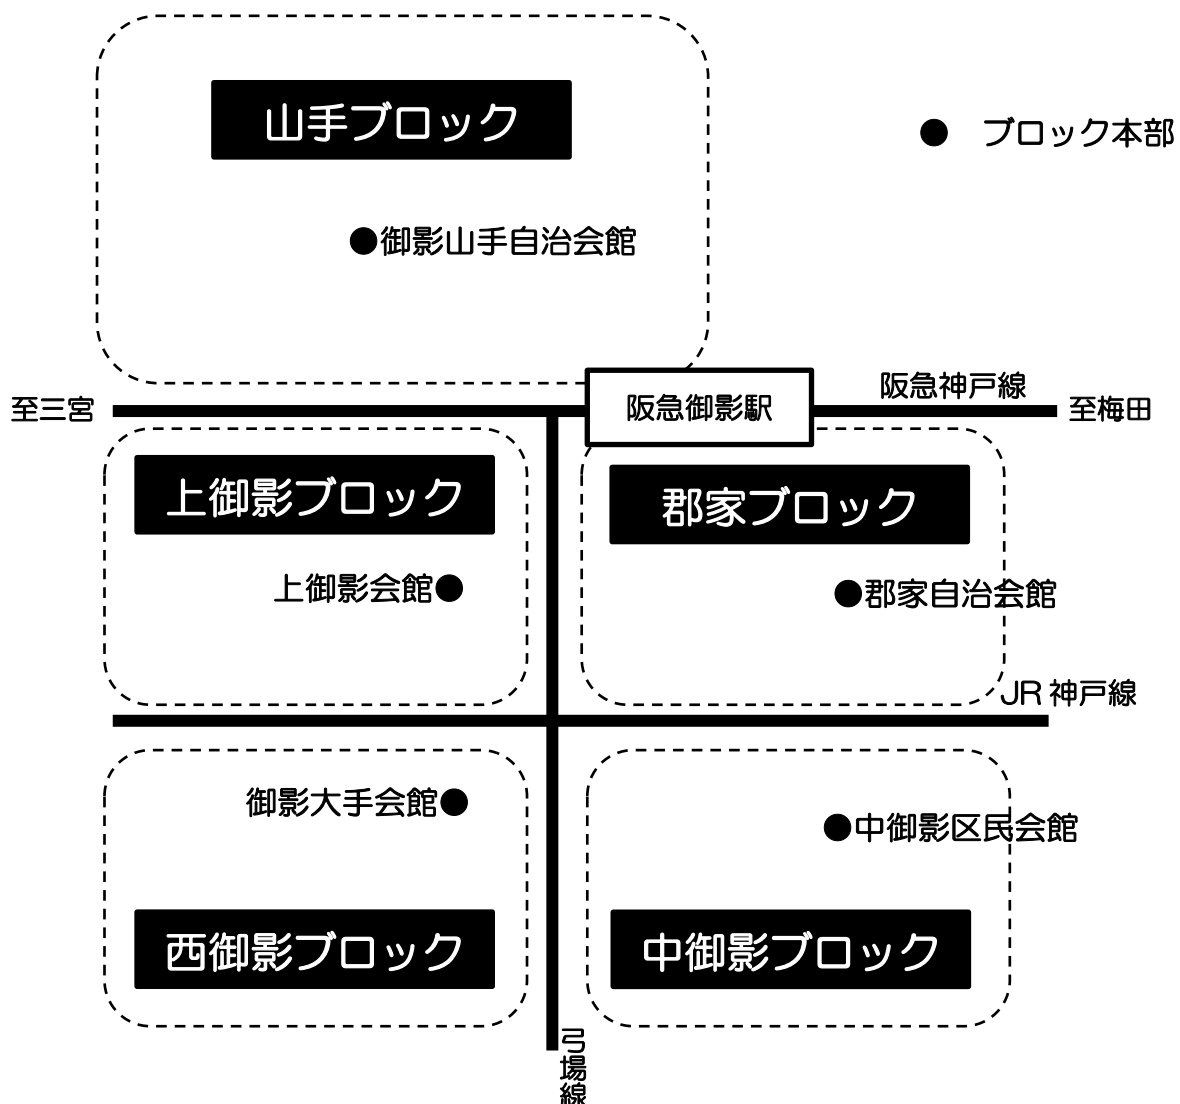 山手ブロック
● ブロック本部
●御影山手自治会館
阪急神戸線
至三宮
阪急御影駅
至梅田
上御影ブロック
郡家ブロック
上御影会館●
●郡家自治会館
JR 神戸線
御影大手会館●
●中御影区民会館
西御影ブロック
中御影ブロック
弓場線